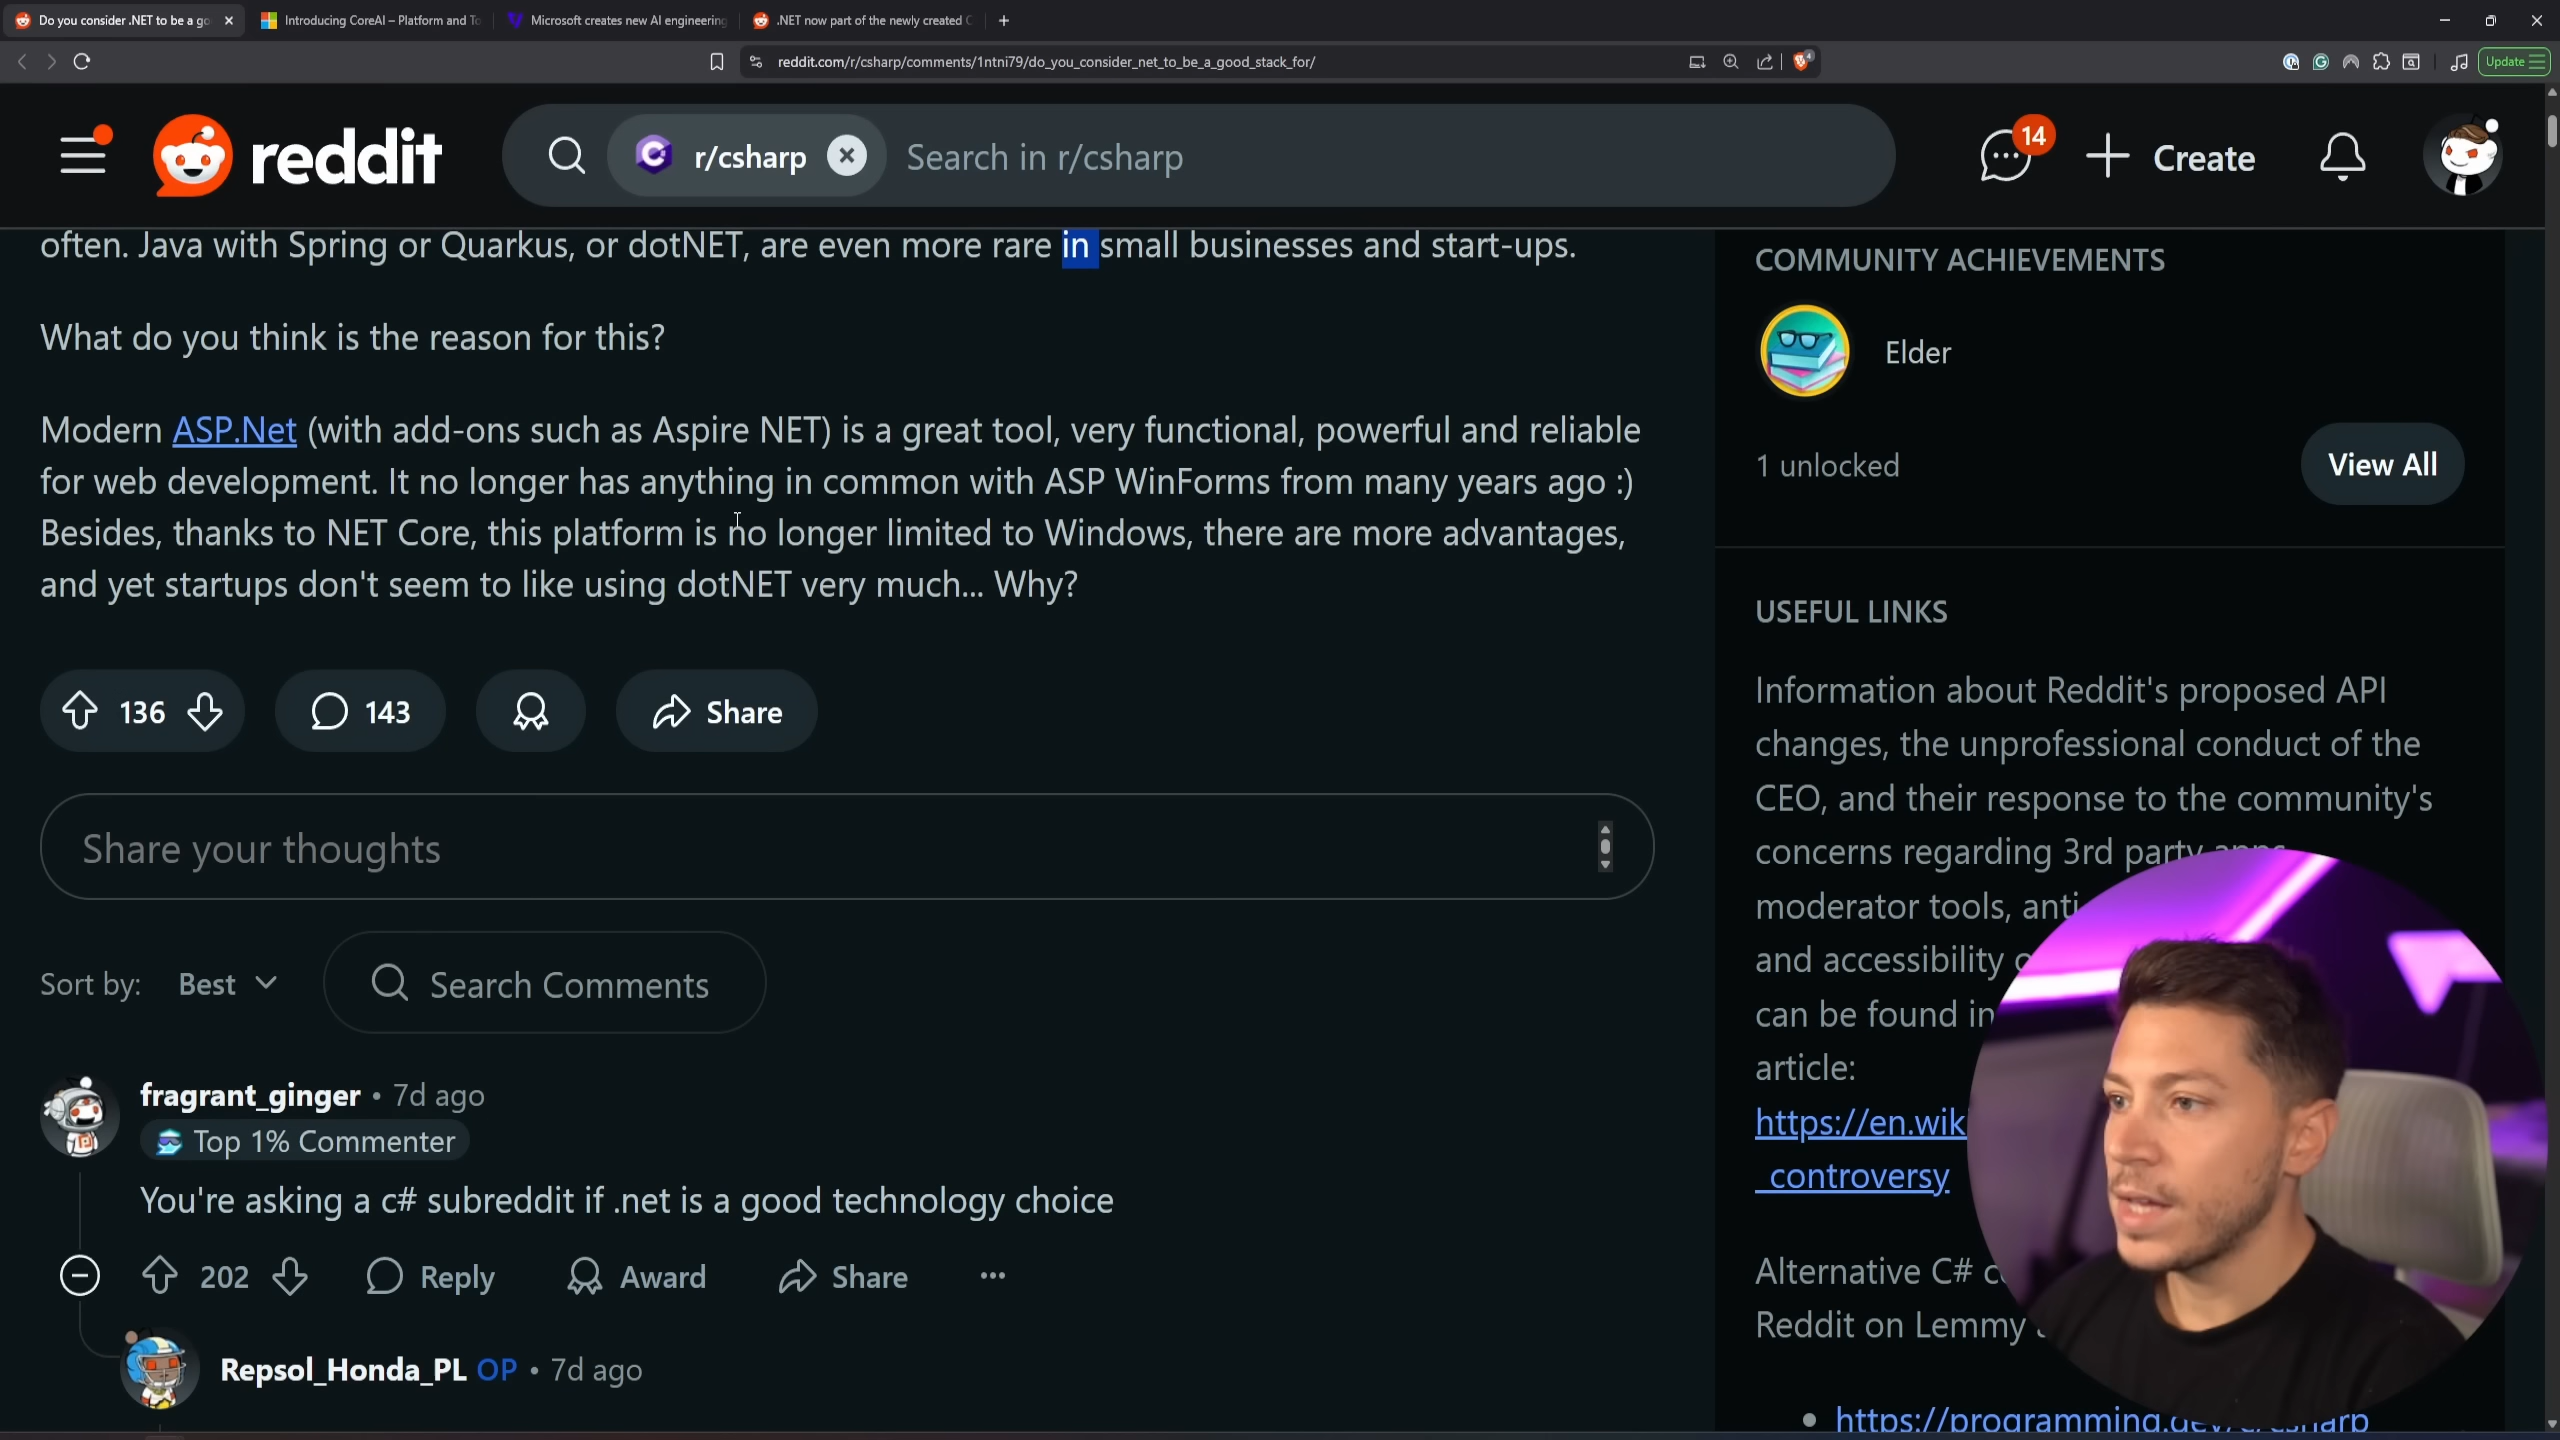 Do you consider .NET to be a go
Introducing CoreAI – Platform and To
Microsoft creates new AI engineering
.NET now part of the newly created C
reddit.com/r/csharp/comments/1ntni79/do_you_consider_net_to_be_a_good_stack_for/
4
Update
reddit
r/csharp
Search in r/csharp
14
Create
often. Java with Spring or Quarkus, or dotNET, are even more rare in small businesses and start-ups.
What do you think is the reason for this?
Modern ASP.Net (with add-ons such as Aspire NET) is a great tool, very functional, powerful and reliable
for web development. It no longer has anything in common with ASP WinForms from many years ago :)
Besides, thanks to NET Core, this platform is no longer limited to Windows, there are more advantages,
and yet startups don't seem to like using dotNET very much... Why?
136
143
Share
Share your thoughts
Sort by: Best
Search Comments
fragrant_ginger • 7d ago
Top 1% Commenter
You're asking a c# subreddit if .net is a good technology choice
202
Reply
Award
Share
Repsol_Honda_PL OP • 7d ago
COMMUNITY ACHIEVEMENTS
Elder
1 unlocked
View All
USEFUL LINKS
Information about Reddit's proposed API
changes, the unprofessional conduct of the
CEO, and their response to the community's
concerns regarding 3rd party apps
moderator tools, anti
and accessibility
can be found in
article:
https://en.wiki
_controversy
Alternative C#
Reddit on Lemmy
• https://programming.dev/c/csharp